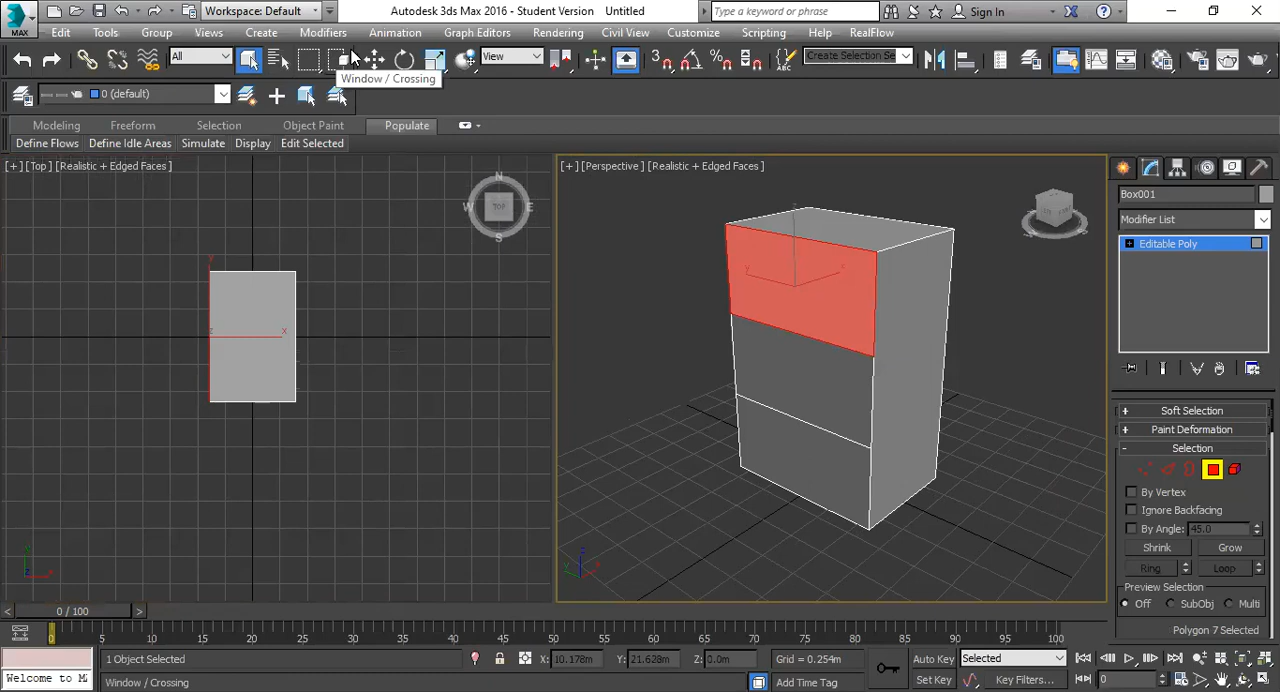 MAX
Workspace: Default
Autodesk 3ds Max 2016 - Student Version Untitled
Type a keyword or phrase
Sign In
Edit Tools Group Views Create Modifiers Animation Graph Editors Rendering Civil View Customize Scripting Help RealFlow
All
View
3
Create Selection Se
Window / Crossing
0 (default)
Modeling Freeform Selection Object Paint Populate
Define Flows Define Idle Areas Simulate Display Edit Selected
[+] [Top] [Realistic + Edged Faces]
[+] [Perspective] [Realistic + Edged Faces]
N
W TOP E
S
y
z x
y x
Box001
Modifier List
Editable Poly
+ Soft Selection
+ Paint Deformation
- Selection
By Vertex
Ignore Backfacing
By Angle: 45.0
Shrink Grow
Ring Loop
Preview Selection
Off SubObj Multi
Polygon 7 Selected
< 0 / 100 >
0 5 10 15 20 25 30 35 40 45 50 55 60 65 70 75 80 85 90 95 100
1 Object Selected
X: 10.178m Y: 21.628m Z: 0.0m
Grid = 0.254m
Auto Key Selected
Welcome to M
Window / Crossing
Add Time Tag
Set Key Key Filters... 0